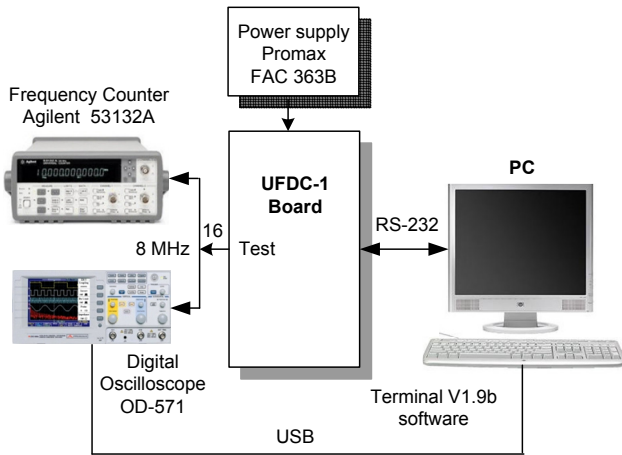 Power supply
Promax
FAC 363B
Frequency Counter
Agilent 53132A
UFDC-1
Board
PC
RS-232
16
8 MHz
Test
Digital
Oscilloscope
OD-571
Terminal V1.9b
software
USB